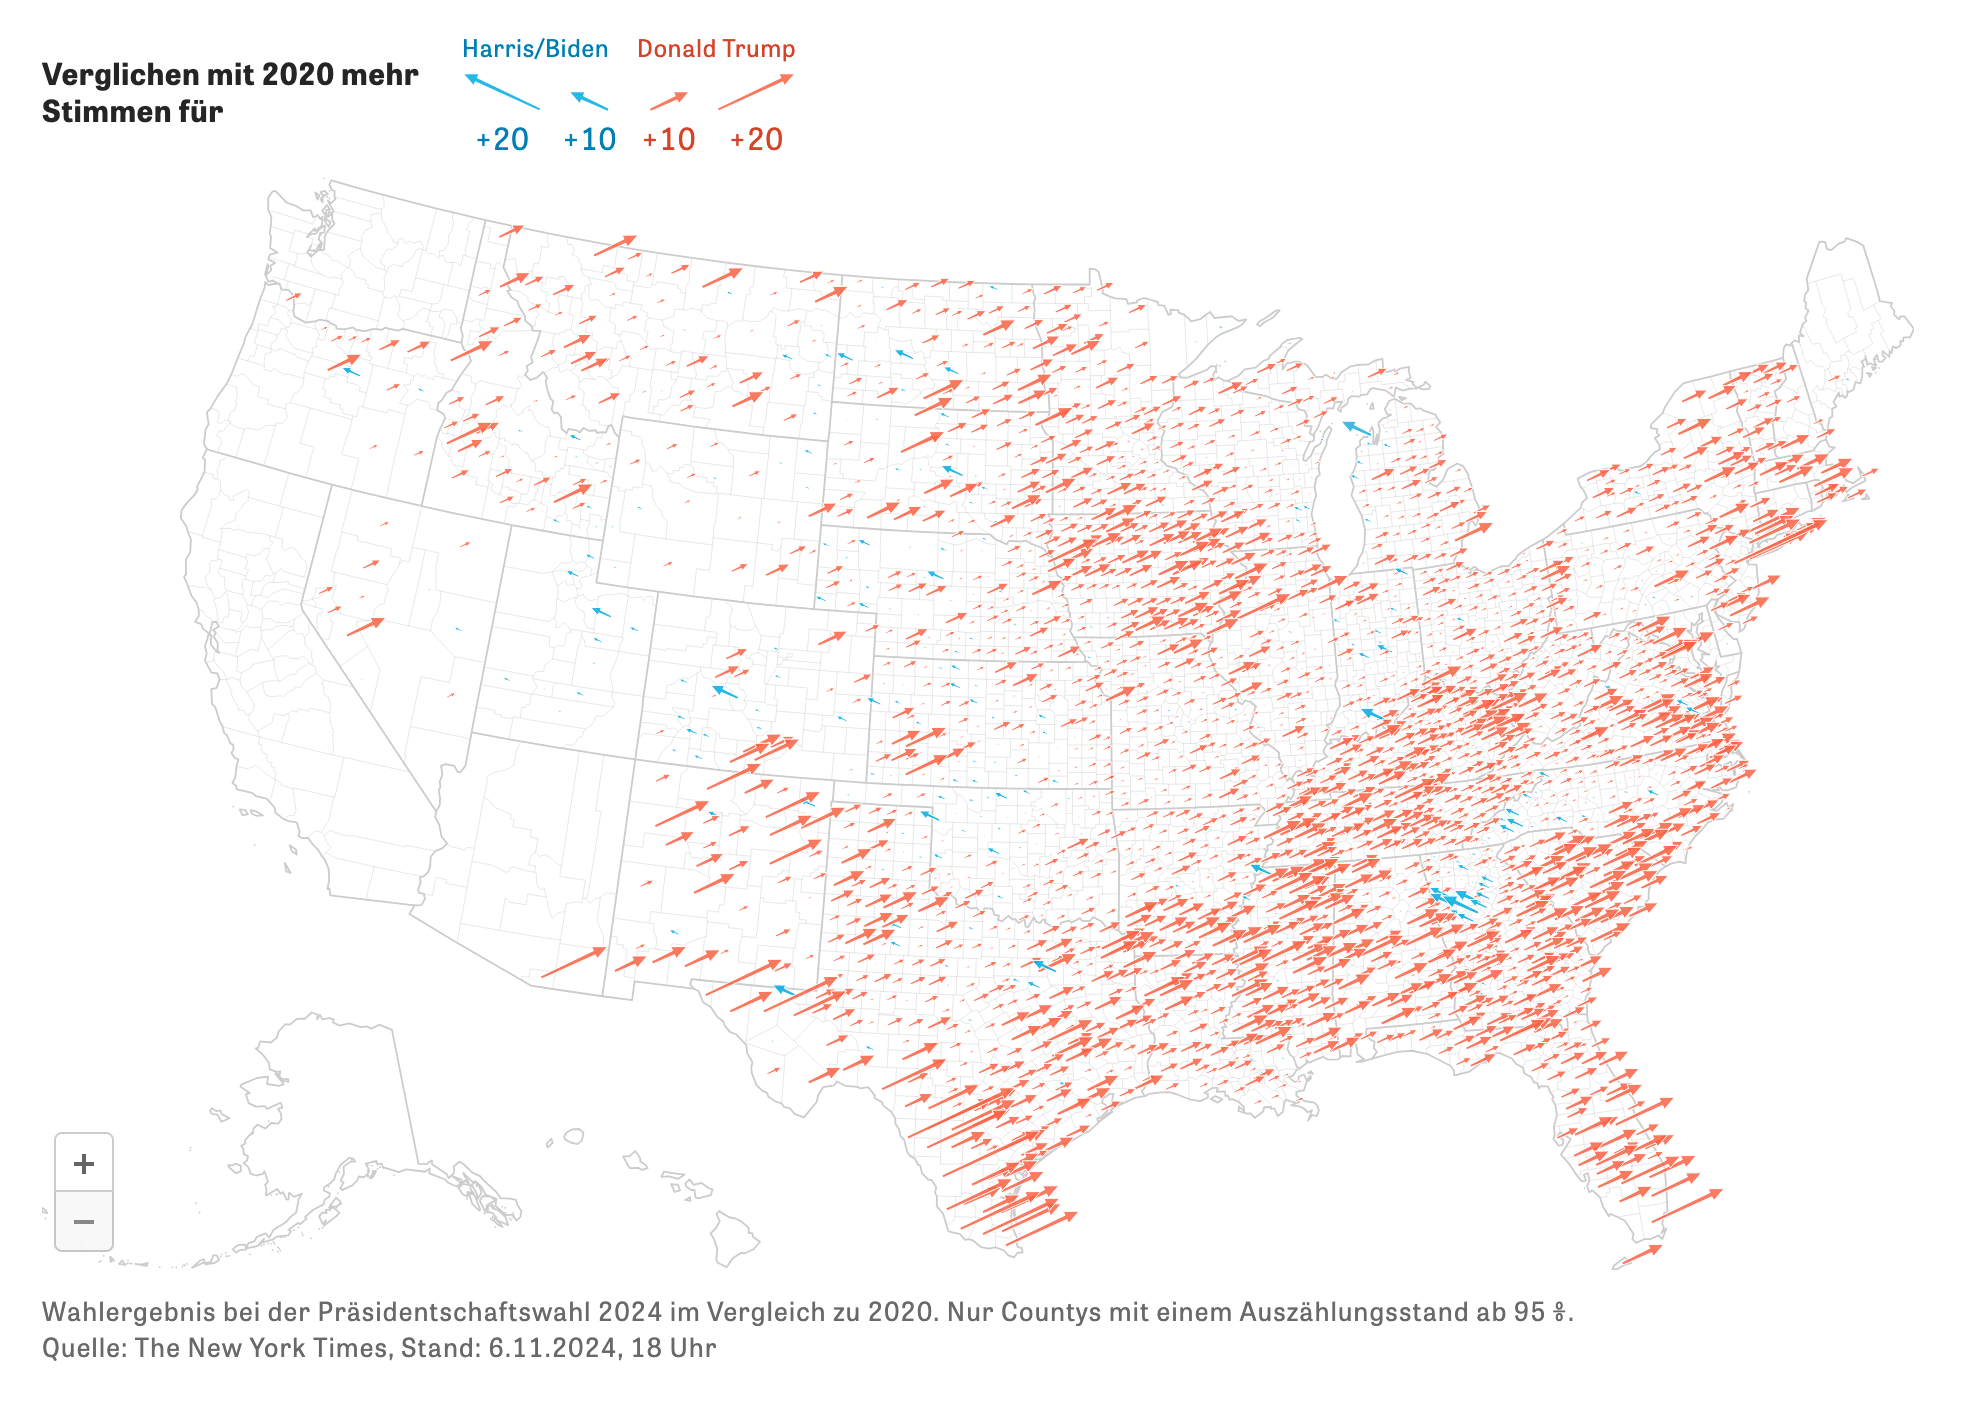 Verglichen mit 2020 mehr
Stimmen für
Harris/Biden
Donald Trump
+20
+10
+10
+20
+
−
Wahlergebnis bei der Präsidentschaftswahl 2024 im Vergleich zu 2020. Nur Countys mit einem Auszählungsstand ab 95 %.
Quelle: The New York Times, Stand: 6.11.2024, 18 Uhr